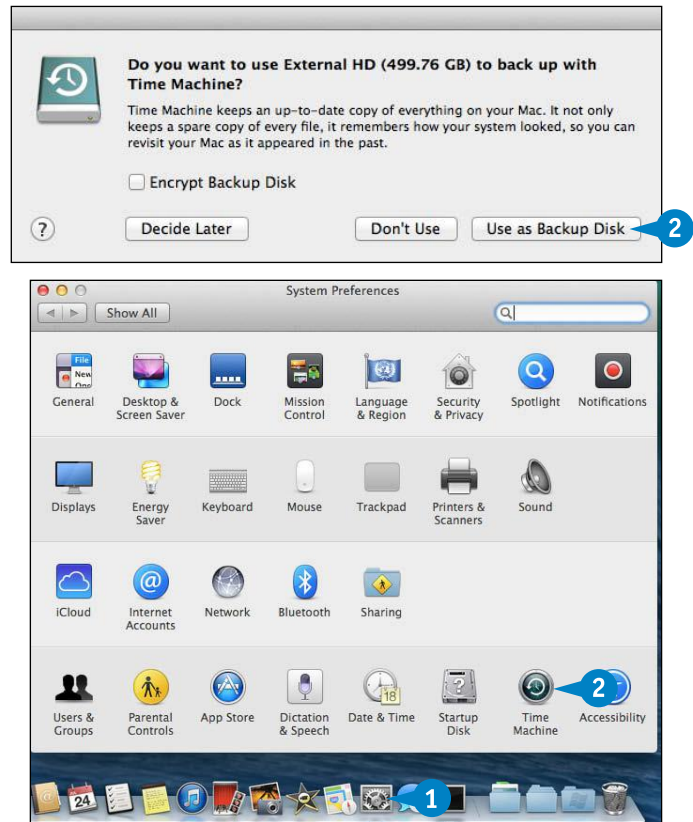 Do you want to use External HD (499.76 GB) to back up with
Time Machine?
Time Machine keeps an up-to-date copy of everything on your Mac. It not only
keeps a spare copy of every file, it remembers how your system looked, so you can
revisit your Mac as it appeared in the past.
Encrypt Backup Disk
? Decide Later Don't Use Use as Backup Disk 2
System Preferences
Show All
File
New
General Desktop & Screen Saver Dock Mission Control Language & Region Security & Privacy Spotlight Notifications
Displays Energy Saver Keyboard Mouse Trackpad Printers & Scanners Sound
@
iCloud Internet Accounts Network Bluetooth Sharing
18 ? 2
Users & Groups Parental Controls App Store Dictation & Speech Date & Time Startup Disk Time Machine Accessibility
24 1